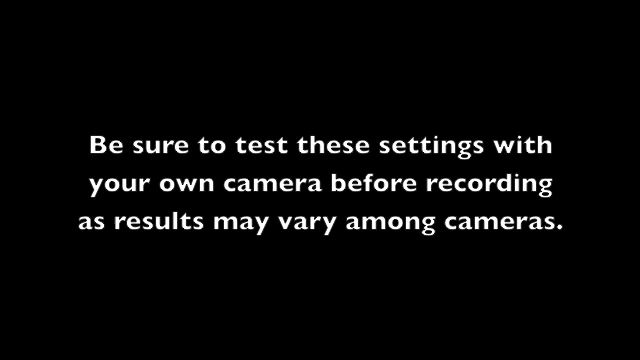 Be sure to test these settings with
your own camera before recording
as results may vary among cameras.